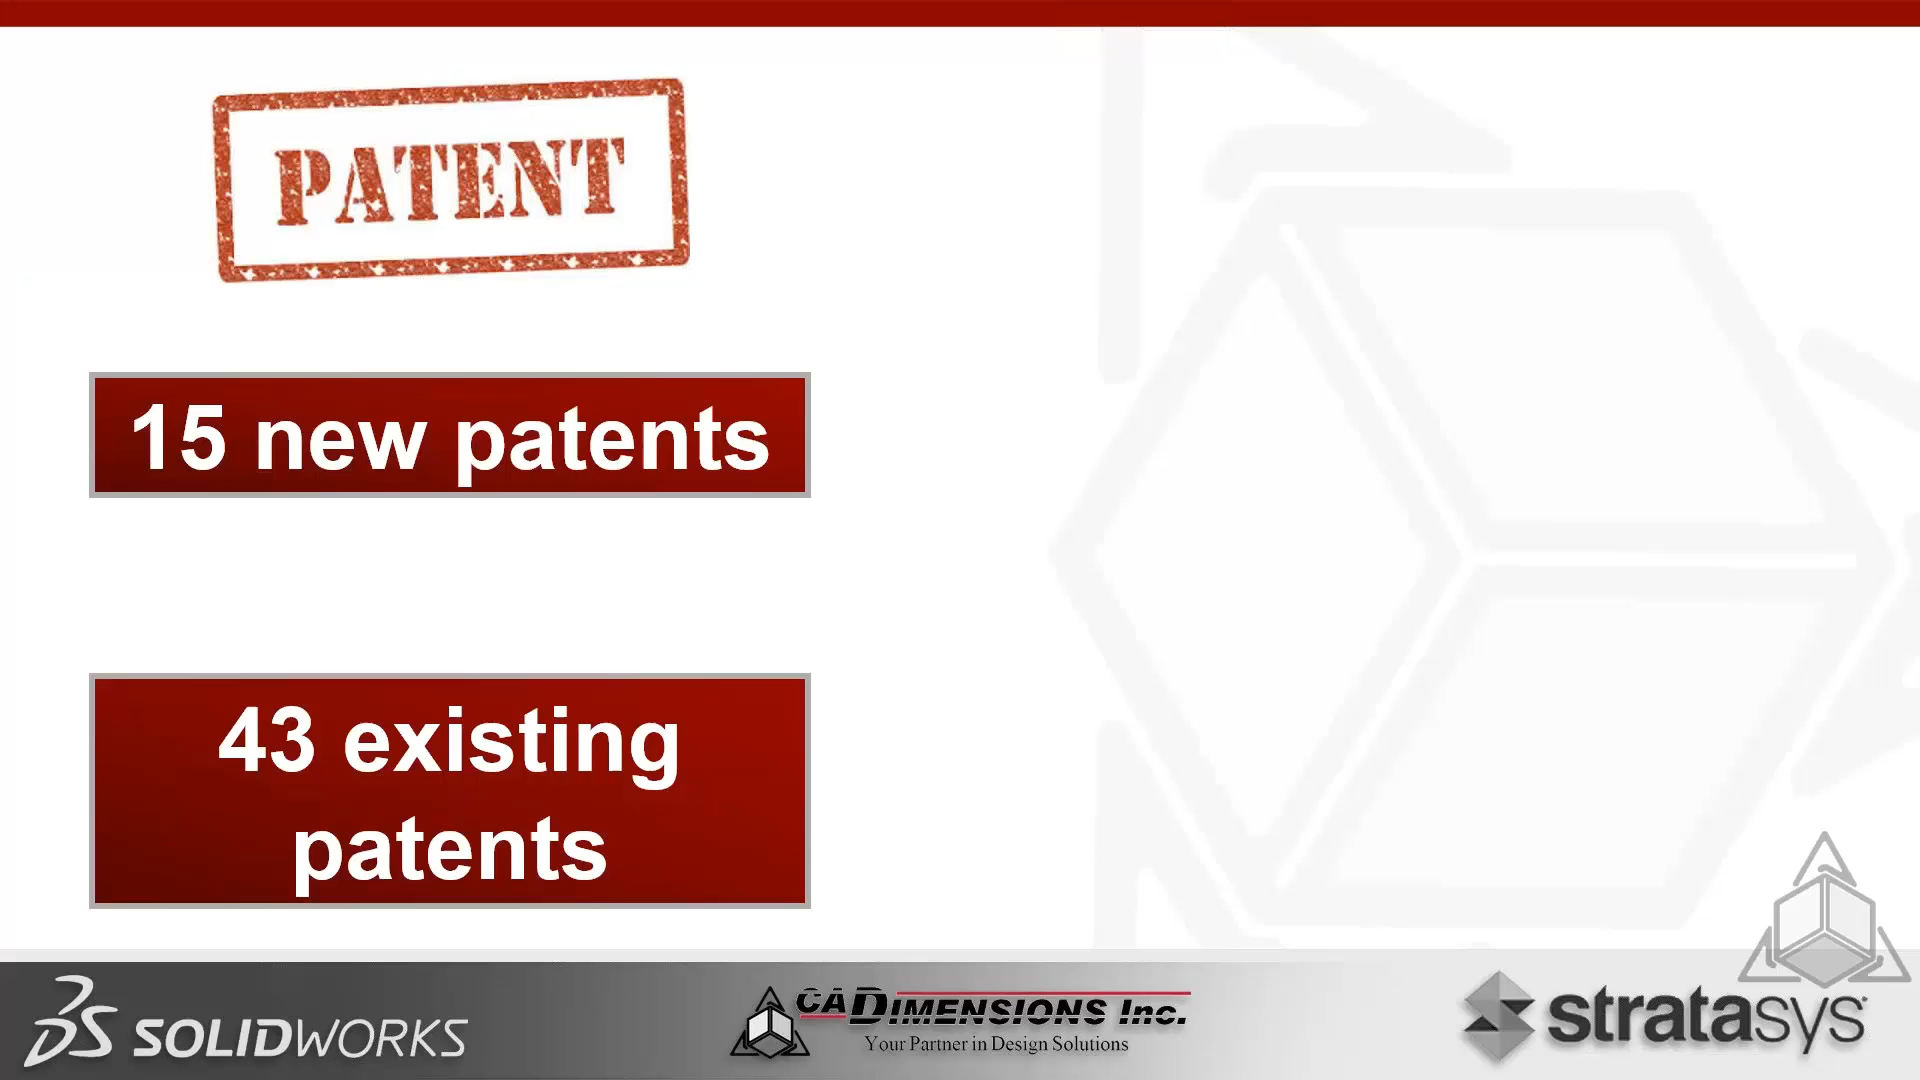 PATENT
15 new patents
43 existing
patents
SOLIDWORKS
CADIMENSIONS Inc.
Your Partner in Design Solutions
stratasys